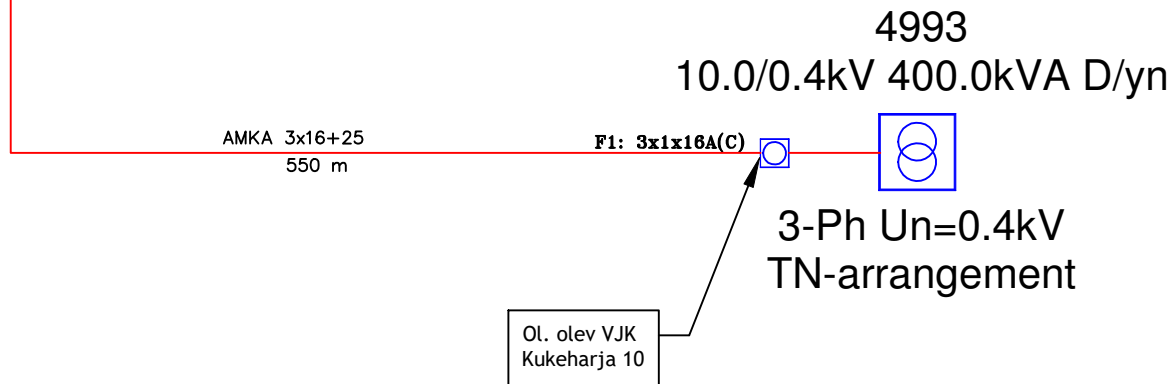 4993
10.0/0.4kV 400.0kVA D/yn
AMKA 3x16+25
550 m
F1: 3x1x16A(C)
3-Ph Un=0.4kV
TN-arrangement
Ol. olev VJK
Kukeharja 10